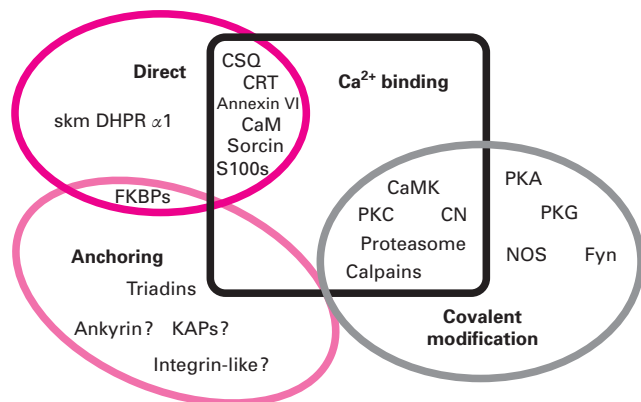 Direct
skm DHPR α1
CSQ
CRT
Annexin VI
CaM
Sorcin
S100s
Ca²⁺ binding
FKBPs
Anchoring
Triadins
Ankyrin? KAPs?
Integrin-like?
CaMK
PKC CN
Proteasome
Calpains
PKA
PKG
NOS Fyn
Covalent
modification